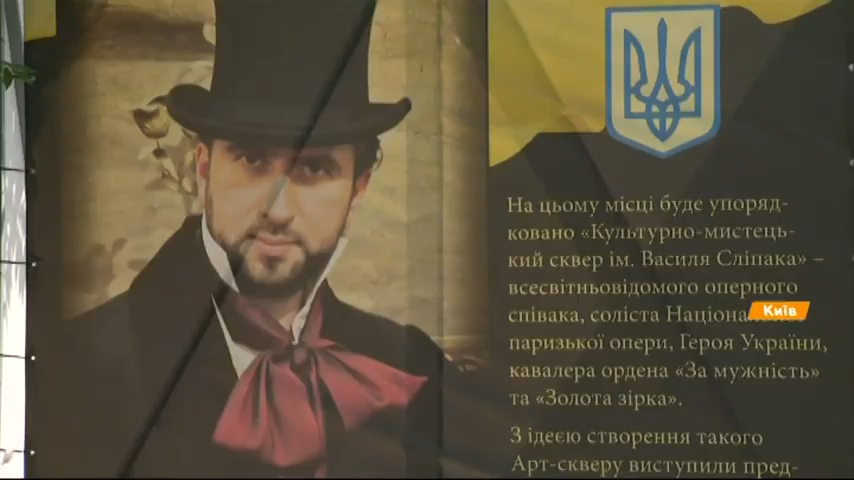 На цьому місці буде упоряд-
ковано «Культурно-мистець-
кий сквер ім. Василя Сліпака» –
всесвітньовідомого оперного
співака, соліста
Київ
паризької опери, Героя України,
кавалера ордена «За мужність»
та «Золота зірка».
З ідеєю створення такого
Арт-скверу виступили пред-